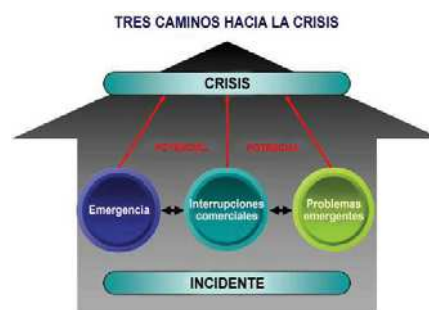 TRES CAMINOS HACIA LA CRISIS
CRISIS
POTENCIAL POTENCIAL
Emergencia
Interrupciones
comerciales
Problemas
emergentes
INCIDENTE